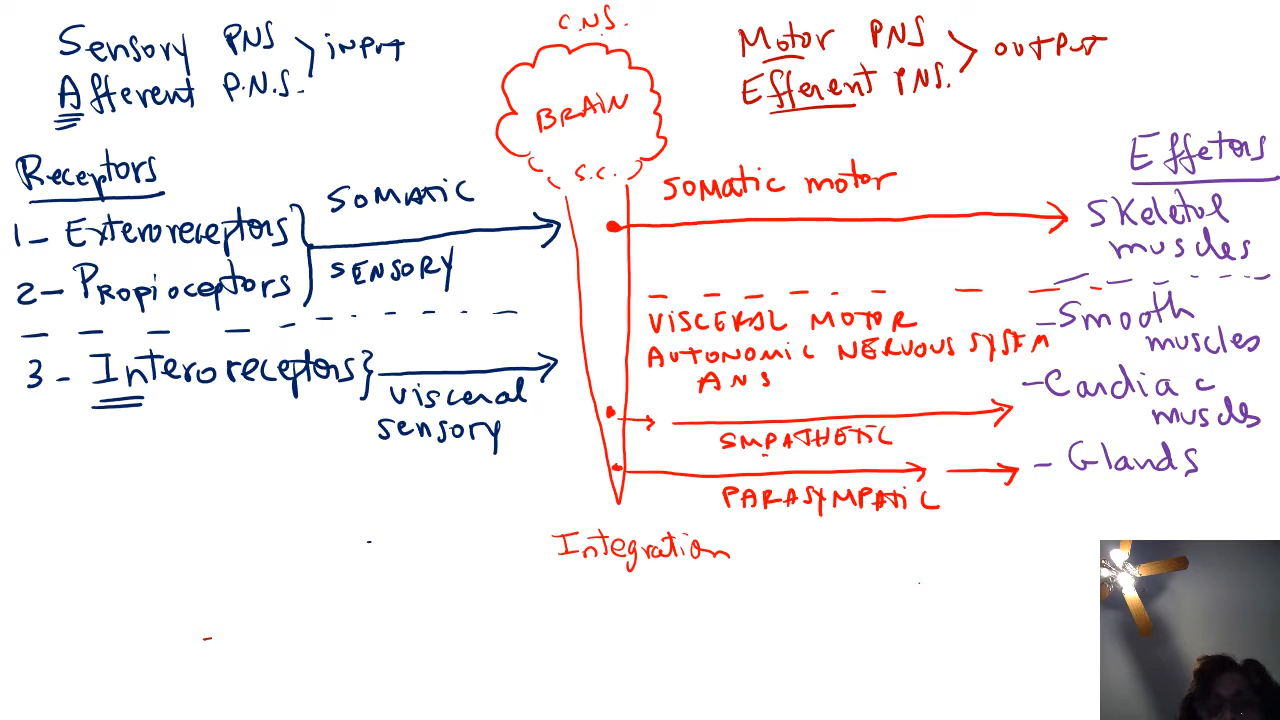 C.N.S.
Sensory PNS
Afferent P.N.S.
input
Motor PNS
Efferent PNS.
output
BRAIN
S.C.
Receptors
1- Exteroreceptors
2- Propioceptors
SOMATIC
SENSORY
3- Interoreceptors
visceral
sensory
Somatic motor
VISCERAL MOTOR
AUTONOMIC NERVOUS SYSTEM
ANS
SMPATHETIC
PARASYMPATIC
Integration
Effetors
Skeletal
muscles
- Smooth
muscles
- Cardiac
muscles
- Glands